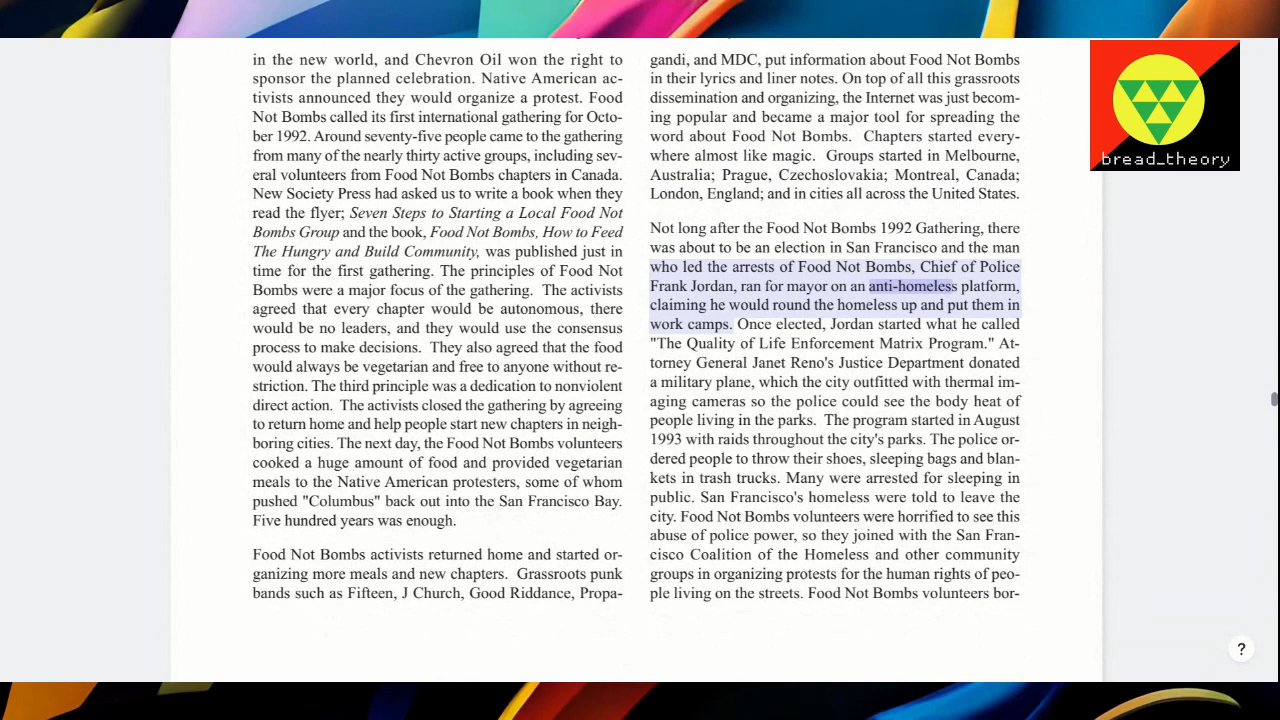 in the new world, and Chevron Oil won the right to
sponsor the planned celebration. Native American ac-
tivists announced they would organize a protest. Food
Not Bombs called its first international gathering for Octo-
ber 1992. Around seventy-five people came to the gathering
from many of the nearly thirty active groups, including sev-
eral volunteers from Food Not Bombs chapters in Canada.
New Society Press had asked us to write a book when they
read the flyer; Seven Steps to Starting a Local Food Not
Bombs Group and the book, Food Not Bombs, How to Feed
The Hungry and Build Community, was published just in
time for the first gathering. The principles of Food Not
Bombs were a major focus of the gathering. The activists
agreed that every chapter would be autonomous, there
would be no leaders, and they would use the consensus
process to make decisions. They also agreed that the food
would always be vegetarian and free to anyone without re-
striction. The third principle was a dedication to nonviolent
direct action. The activists closed the gathering by agreeing
to return home and help people start new chapters in neigh-
boring cities. The next day, the Food Not Bombs volunteers
cooked a huge amount of food and provided vegetarian
meals to the Native American protesters, some of whom
pushed "Columbus" back out into the San Francisco Bay.
Five hundred years was enough.
Food Not Bombs activists returned home and started or-
ganizing more meals and new chapters. Grassroots punk
bands such as Fifteen, J Church, Good Riddance, Propa-
gandi, and MDC, put information about Food Not Bombs
in their lyrics and liner notes. On top of all this grassroots
dissemination and organizing, the Internet was just becom-
ing popular and became a major tool for spreading the
word about Food Not Bombs. Chapters started every-
where almost like magic. Groups started in Melbourne,
Australia; Prague, Czechoslovakia; Montreal, Canada;
London, England; and in cities all across the United States.
Not long after the Food Not Bombs 1992 Gathering, there
was about to be an election in San Francisco and the man
who led the arrests of Food Not Bombs, Chief of Police
Frank Jordan, ran for mayor on an anti-homeless platform,
claiming he would round the homeless up and put them in
work camps. Once elected, Jordan started what he called
"The Quality of Life Enforcement Matrix Program." At-
torney General Janet Reno's Justice Department donated
a military plane, which the city outfitted with thermal im-
aging cameras so the police could see the body heat of
people living in the parks. The program started in August
1993 with raids throughout the city's parks. The police or-
dered people to throw their shoes, sleeping bags and blan-
kets in trash trucks. Many were arrested for sleeping in
public. San Francisco's homeless were told to leave the
city. Food Not Bombs volunteers were horrified to see this
abuse of police power, so they joined with the San Fran-
cisco Coalition of the Homeless and other community
groups in organizing protests for the human rights of peo-
ple living on the streets. Food Not Bombs volunteers bor-
bread_theory
?